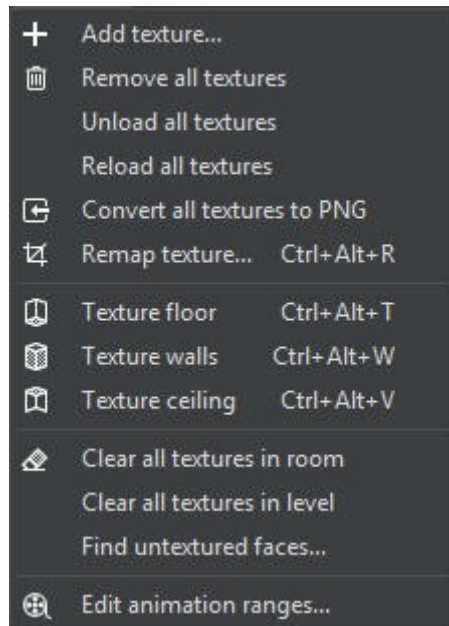 Add texture...
Remove all textures
Unload all textures
Reload all textures
Convert all textures to PNG
Remap texture... Ctrl+Alt+R
Texture floor Ctrl+Alt+T
Texture walls Ctrl+Alt+W
Texture ceiling Ctrl+Alt+V
Clear all textures in room
Clear all textures in level
Find untextured faces...
Edit animation ranges...